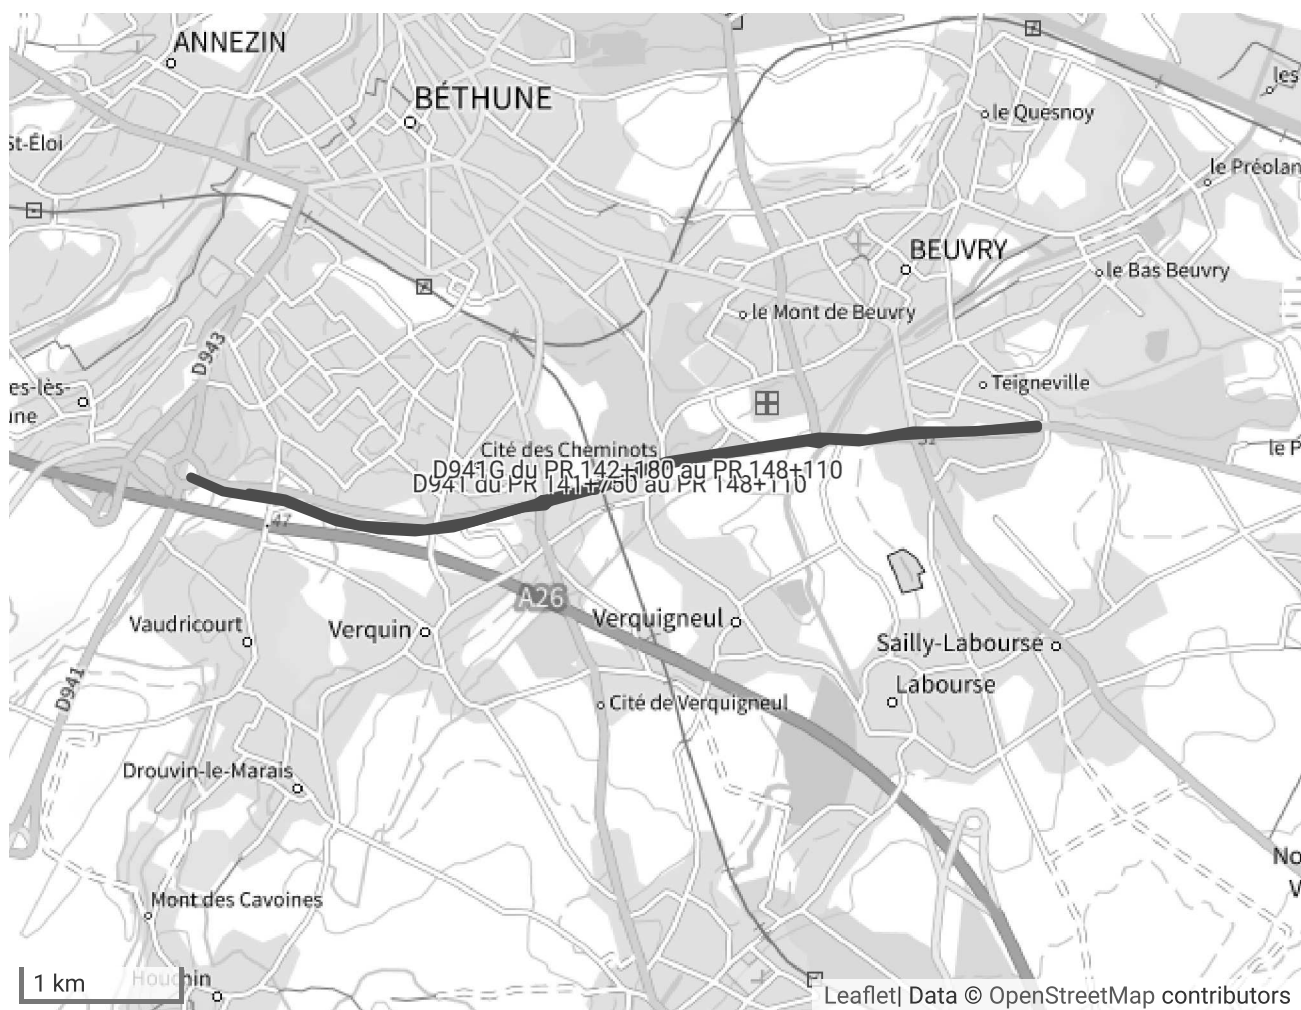 ANNEZIN
BÉTHUNE
les
le Quesnoy
St-Éloi
le Préolan
BEUVRY
le Bas Beuvry
le Mont de Beuvry
D943
es-lès-
une
Teigneville
Cité des Cheminots
le P
D941G du PR 142+180 au PR 148+110
D941 du PR 141+750 au PR 148+110
47
A26
Vaudricourt
Verquin
Verquigneul
Sailly-Labourse
Labourse
D941
Cité de Verquigneul
Drouvin-le-Marais
No
V
Mont des Cavoines
Houchin
1 km
Leaflet| Data © OpenStreetMap contributors